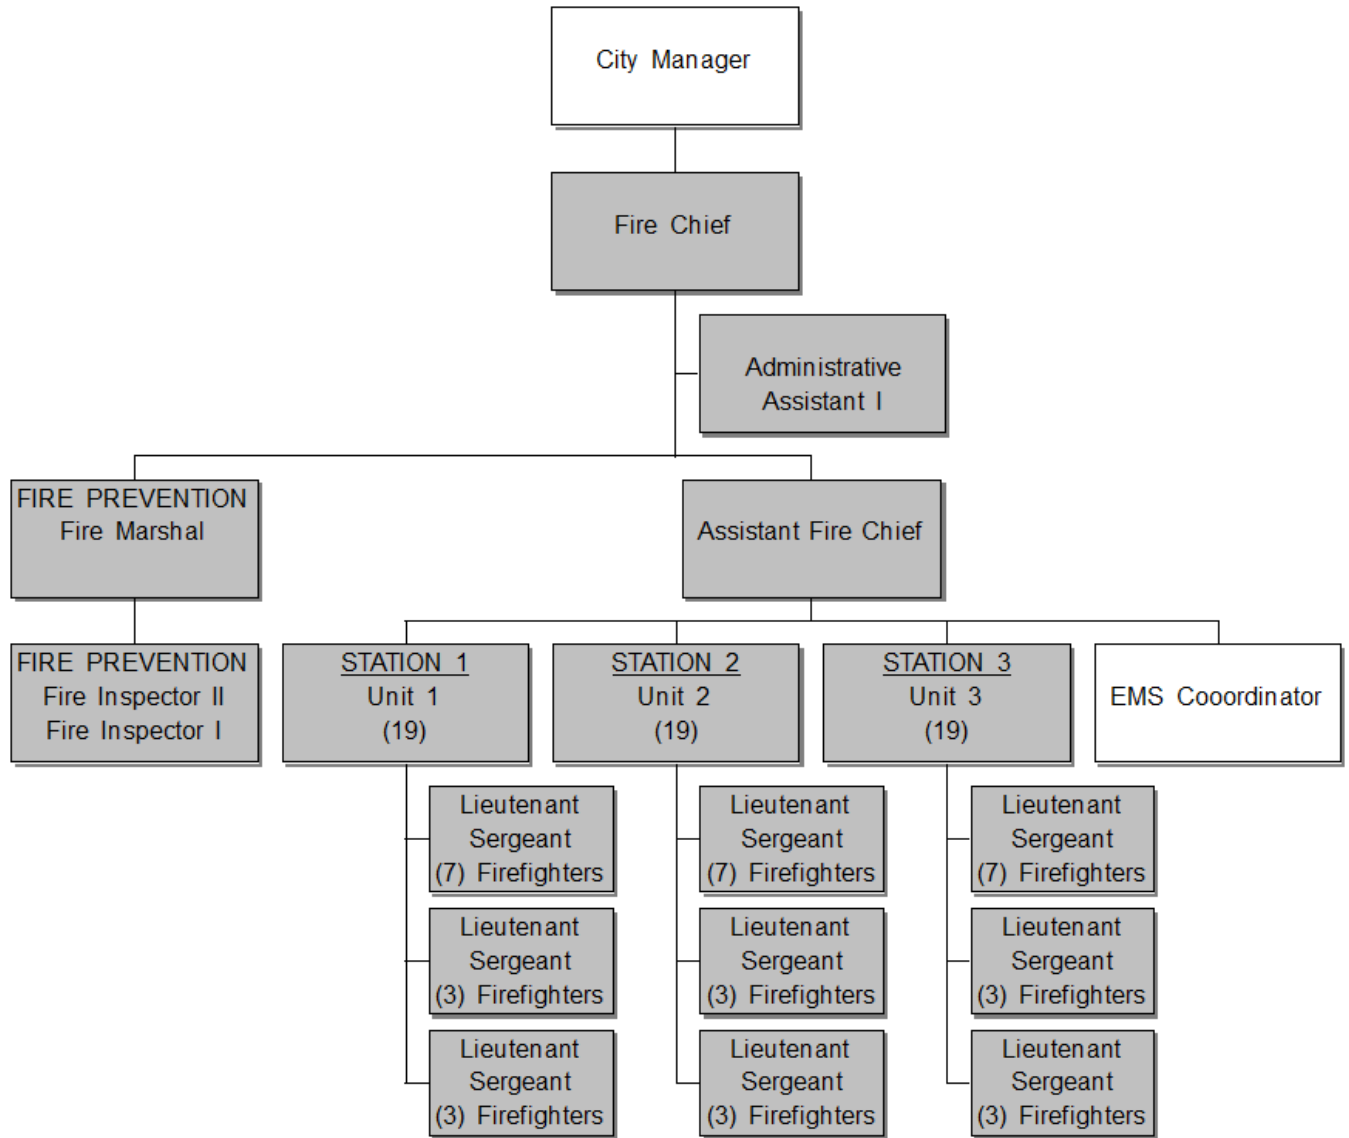 City Manager
Fire Chief
Administrative
Assistant I
FIRE PREVENTION
Fire Marshal
Assistant Fire Chief
FIRE PREVENTION
Fire Inspector II
Fire Inspector I
STATION 1
Unit 1
(19)
STATION 2
Unit 2
(19)
STATION 3
Unit 3
(19)
EMS Cooordinator
Lieutenant
Sergeant
(7) Firefighters
Lieutenant
Sergeant
(7) Firefighters
Lieutenant
Sergeant
(7) Firefighters
Lieutenant
Sergeant
(3) Firefighters
Lieutenant
Sergeant
(3) Firefighters
Lieutenant
Sergeant
(3) Firefighters
Lieutenant
Sergeant
(3) Firefighters
Lieutenant
Sergeant
(3) Firefighters
Lieutenant
Sergeant
(3) Firefighters